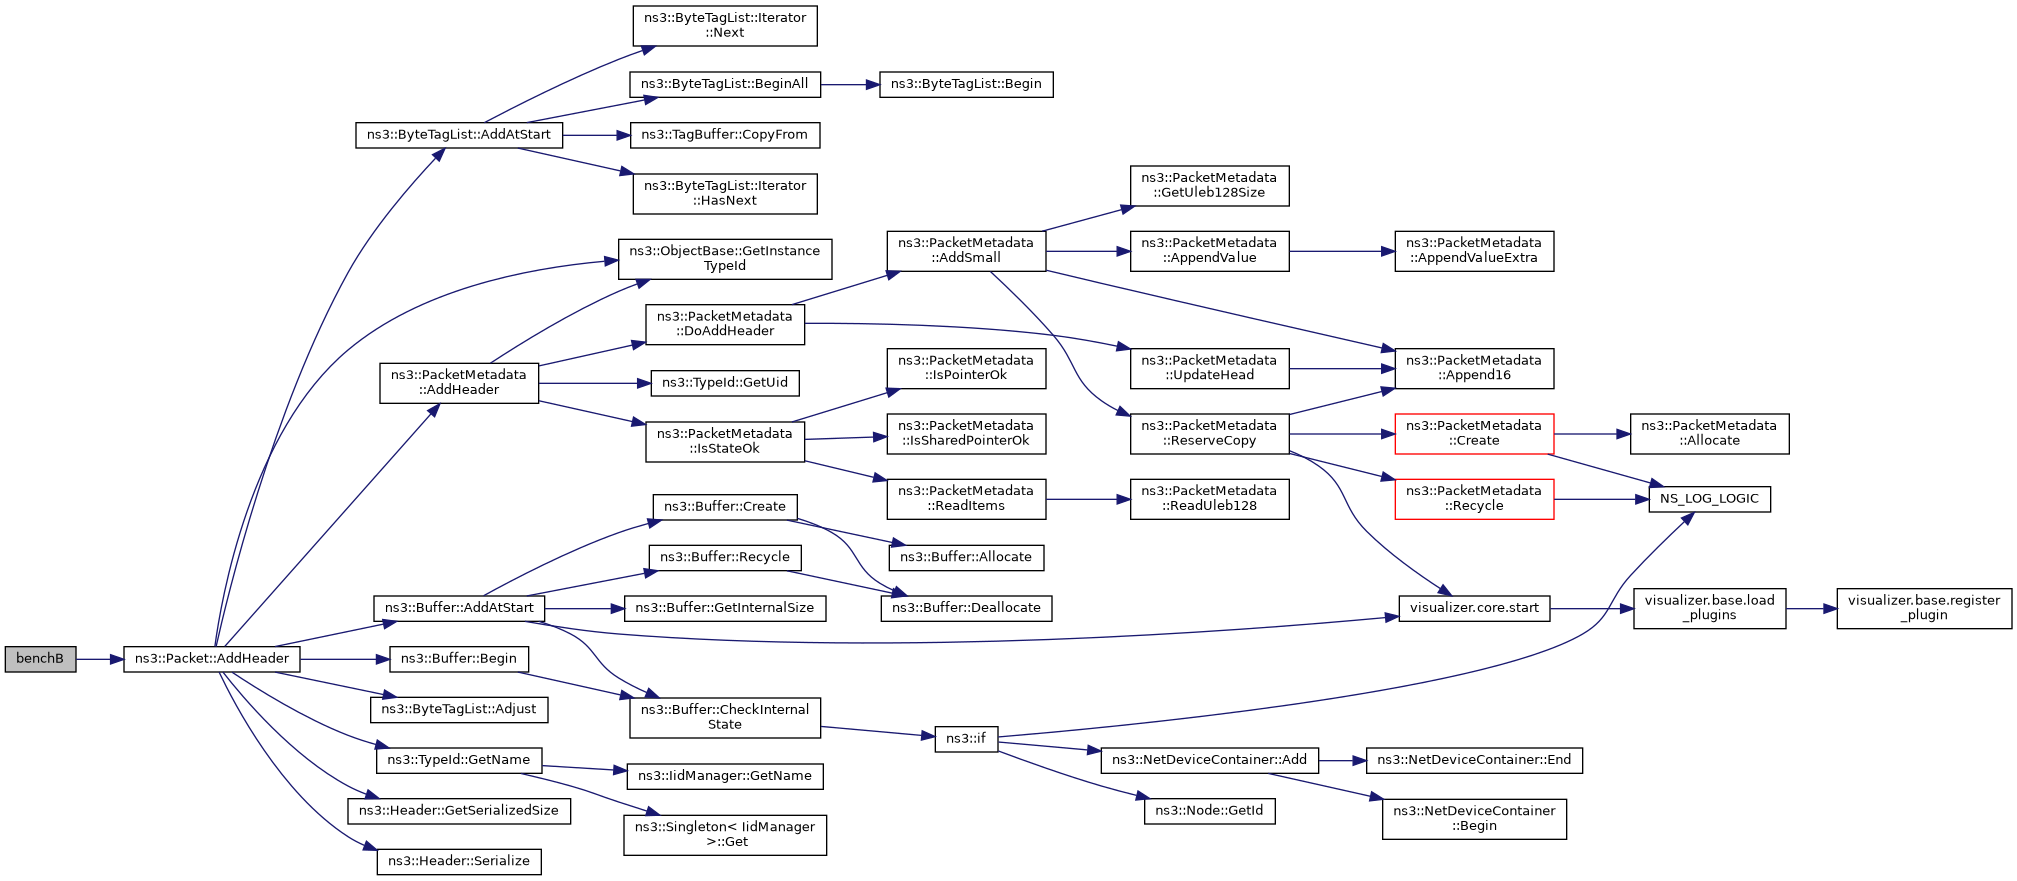 ns3::ByteTagList::Iterator
::Next
ns3::ByteTagList::BeginAll
ns3::ByteTagList::Begin
ns3::ByteTagList::AddAtStart
ns3::TagBuffer::CopyFrom
ns3::ByteTagList::Iterator
::HasNext
ns3::PacketMetadata
::GetUleb128Size
ns3::ObjectBase::GetInstance
TypeId
ns3::PacketMetadata
::AddSmall
ns3::PacketMetadata
::AppendValue
ns3::PacketMetadata
::AppendValueExtra
ns3::PacketMetadata
::DoAddHeader
ns3::PacketMetadata
::AddHeader
ns3::TypeId::GetUid
ns3::PacketMetadata
::IsPointerOk
ns3::PacketMetadata
::UpdateHead
ns3::PacketMetadata
::Append16
ns3::PacketMetadata
::IsStateOk
ns3::PacketMetadata
::IsSharedPointerOk
ns3::PacketMetadata
::ReserveCopy
ns3::PacketMetadata
::Create
ns3::PacketMetadata
::Allocate
ns3::PacketMetadata
::ReadItems
ns3::PacketMetadata
::ReadUleb128
ns3::PacketMetadata
::Recycle
NS_LOG_LOGIC
ns3::Buffer::Create
ns3::Buffer::Recycle
ns3::Buffer::Allocate
ns3::Buffer::AddAtStart
ns3::Buffer::GetInternalSize
ns3::Buffer::Deallocate
visualizer.core.start
visualizer.base.load
_plugins
visualizer.base.register
_plugin
benchB
ns3::Packet::AddHeader
ns3::Buffer::Begin
ns3::ByteTagList::Adjust
ns3::Buffer::CheckInternal
State
ns3::if
ns3::TypeId::GetName
ns3::IidManager::GetName
ns3::NetDeviceContainer::Add
ns3::NetDeviceContainer::End
ns3::Header::GetSerializedSize
ns3::Singleton< IidManager
>::Get
ns3::Node::GetId
ns3::NetDeviceContainer
::Begin
ns3::Header::Serialize